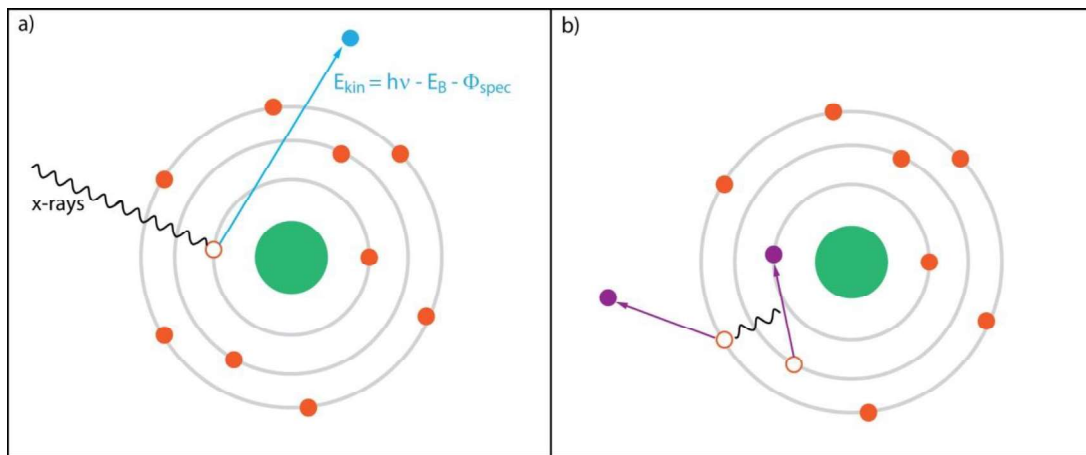 a)
E_kin = hν - E_B - Φ_spec
x-rays
b)